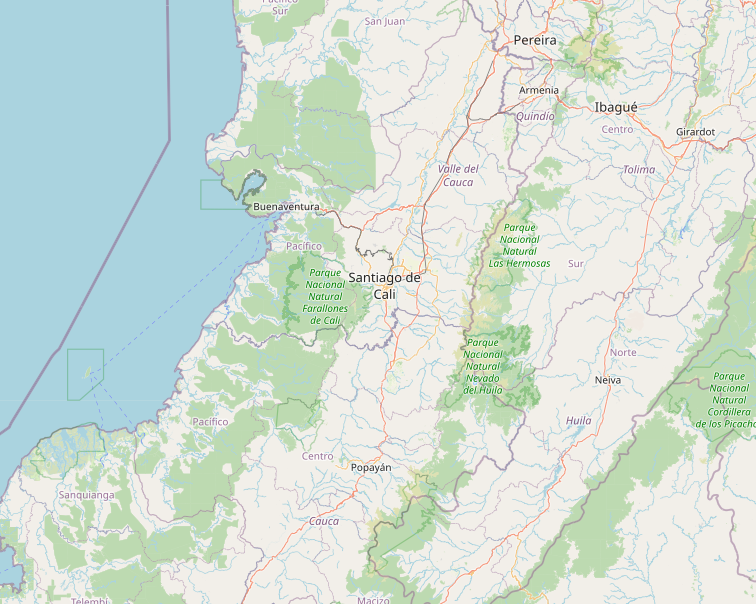 Pacífico
Sur
San Juan
Pereira
Armenia
Ibagué
Quindío
Centro
Girardot
Tolima
Valle del
Cauca
Buenaventura
Pacífico
Parque
Nacional
Natural
Las Hermosas
Sur
Santiago de
Cali
Parque
Nacional
Natural
Farallones
de Cali
Parque
Nacional
Natural
Nevado
del Huila
Norte
Neiva
Parque
Nacional
Natural
Cordillera
de los Picacho
Pacífico
Huila
Centro
Popayán
Sanquianga
Cauca
Telembí
Macizo